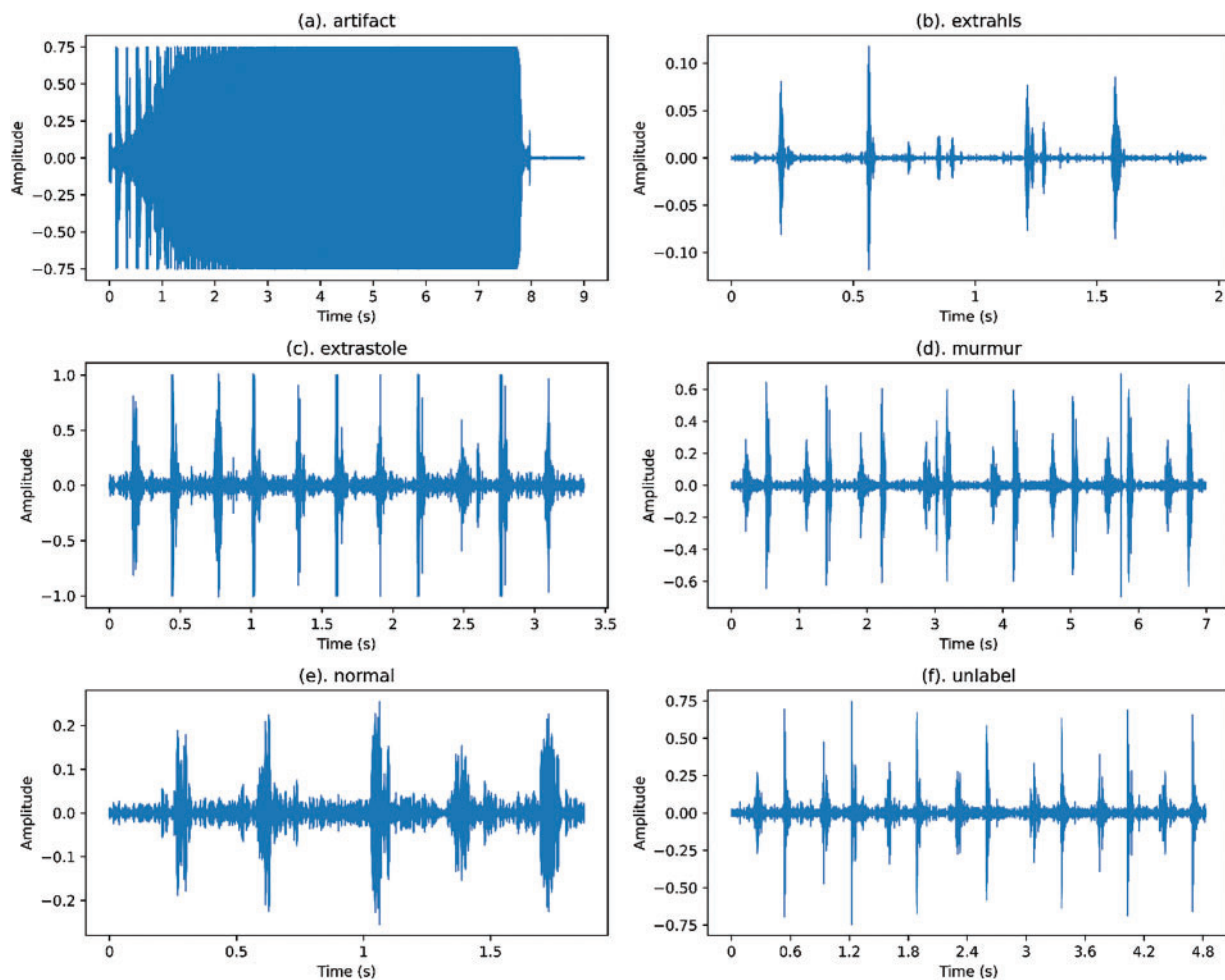 (a). artifact
0.75
0.50
0.25
0.00
−0.25
−0.50
−0.75
Amplitude
0 1 2 3 4 5 6 7 8 9
Time (s)
(b). extrahls
0.10
0.05
0.00
−0.05
−0.10
Amplitude
0 0.5 1 1.5 2
Time (s)
(c). extrastole
1.0
0.5
0.0
−0.5
−1.0
Amplitude
0 0.5 1 1.5 2 2.5 3 3.5
Time (s)
(d). murmur
0.6
0.4
0.2
0.0
−0.2
−0.4
−0.6
Amplitude
0 1 2 3 4 5 6 7
Time (s)
(e). normal
0.2
0.1
0.0
−0.1
−0.2
Amplitude
0 0.5 1 1.5
Time (s)
(f). unlabel
0.75
0.50
0.25
0.00
−0.25
−0.50
−0.75
Amplitude
0 0.6 1.2 1.8 2.4 3 3.6 4.2 4.8
Time (s)